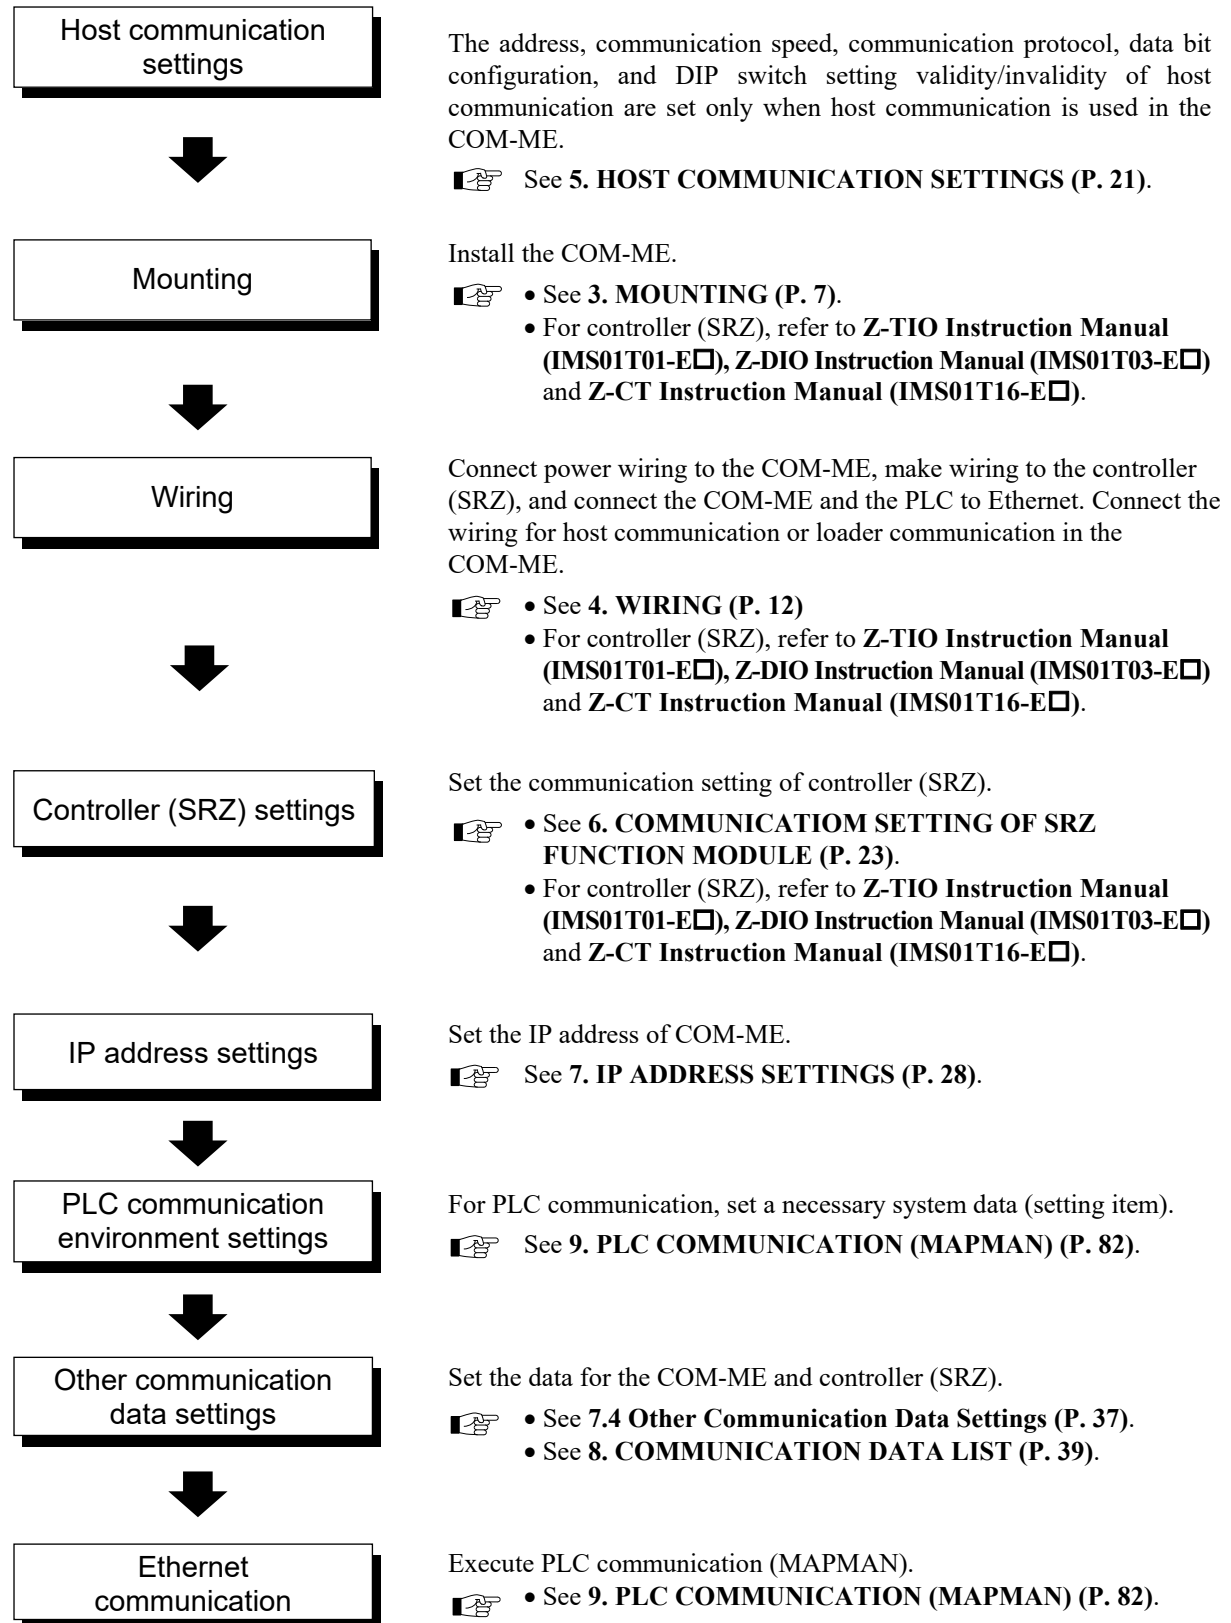 Host communication
settings
The address, communication speed, communication protocol, data bit
configuration, and DIP switch setting validity/invalidity of host
communication are set only when host communication is used in the
COM-ME.
See 5. HOST COMMUNICATION SETTINGS (P. 21).
Mounting
Install the COM-ME.
• See 3. MOUNTING (P. 7).
• For controller (SRZ), refer to Z-TIO Instruction Manual
(IMS01T01-E□), Z-DIO Instruction Manual (IMS01T03-E□)
and Z-CT Instruction Manual (IMS01T16-E□).
Wiring
Connect power wiring to the COM-ME, make wiring to the controller
(SRZ), and connect the COM-ME and the PLC to Ethernet. Connect the
wiring for host communication or loader communication in the
COM-ME.
• See 4. WIRING (P. 12)
• For controller (SRZ), refer to Z-TIO Instruction Manual
(IMS01T01-E□), Z-DIO Instruction Manual (IMS01T03-E□)
and Z-CT Instruction Manual (IMS01T16-E□).
Controller (SRZ) settings
Set the communication setting of controller (SRZ).
• See 6. COMMUNICATIOM SETTING OF SRZ
FUNCTION MODULE (P. 23).
• For controller (SRZ), refer to Z-TIO Instruction Manual
(IMS01T01-E□), Z-DIO Instruction Manual (IMS01T03-E□)
and Z-CT Instruction Manual (IMS01T16-E□).
IP address settings
Set the IP address of COM-ME.
See 7. IP ADDRESS SETTINGS (P. 28).
PLC communication
environment settings
For PLC communication, set a necessary system data (setting item).
See 9. PLC COMMUNICATION (MAPMAN) (P. 82).
Other communication
data settings
Set the data for the COM-ME and controller (SRZ).
• See 7.4 Other Communication Data Settings (P. 37).
• See 8. COMMUNICATION DATA LIST (P. 39).
Ethernet
communication
Execute PLC communication (MAPMAN).
• See 9. PLC COMMUNICATION (MAPMAN) (P. 82).